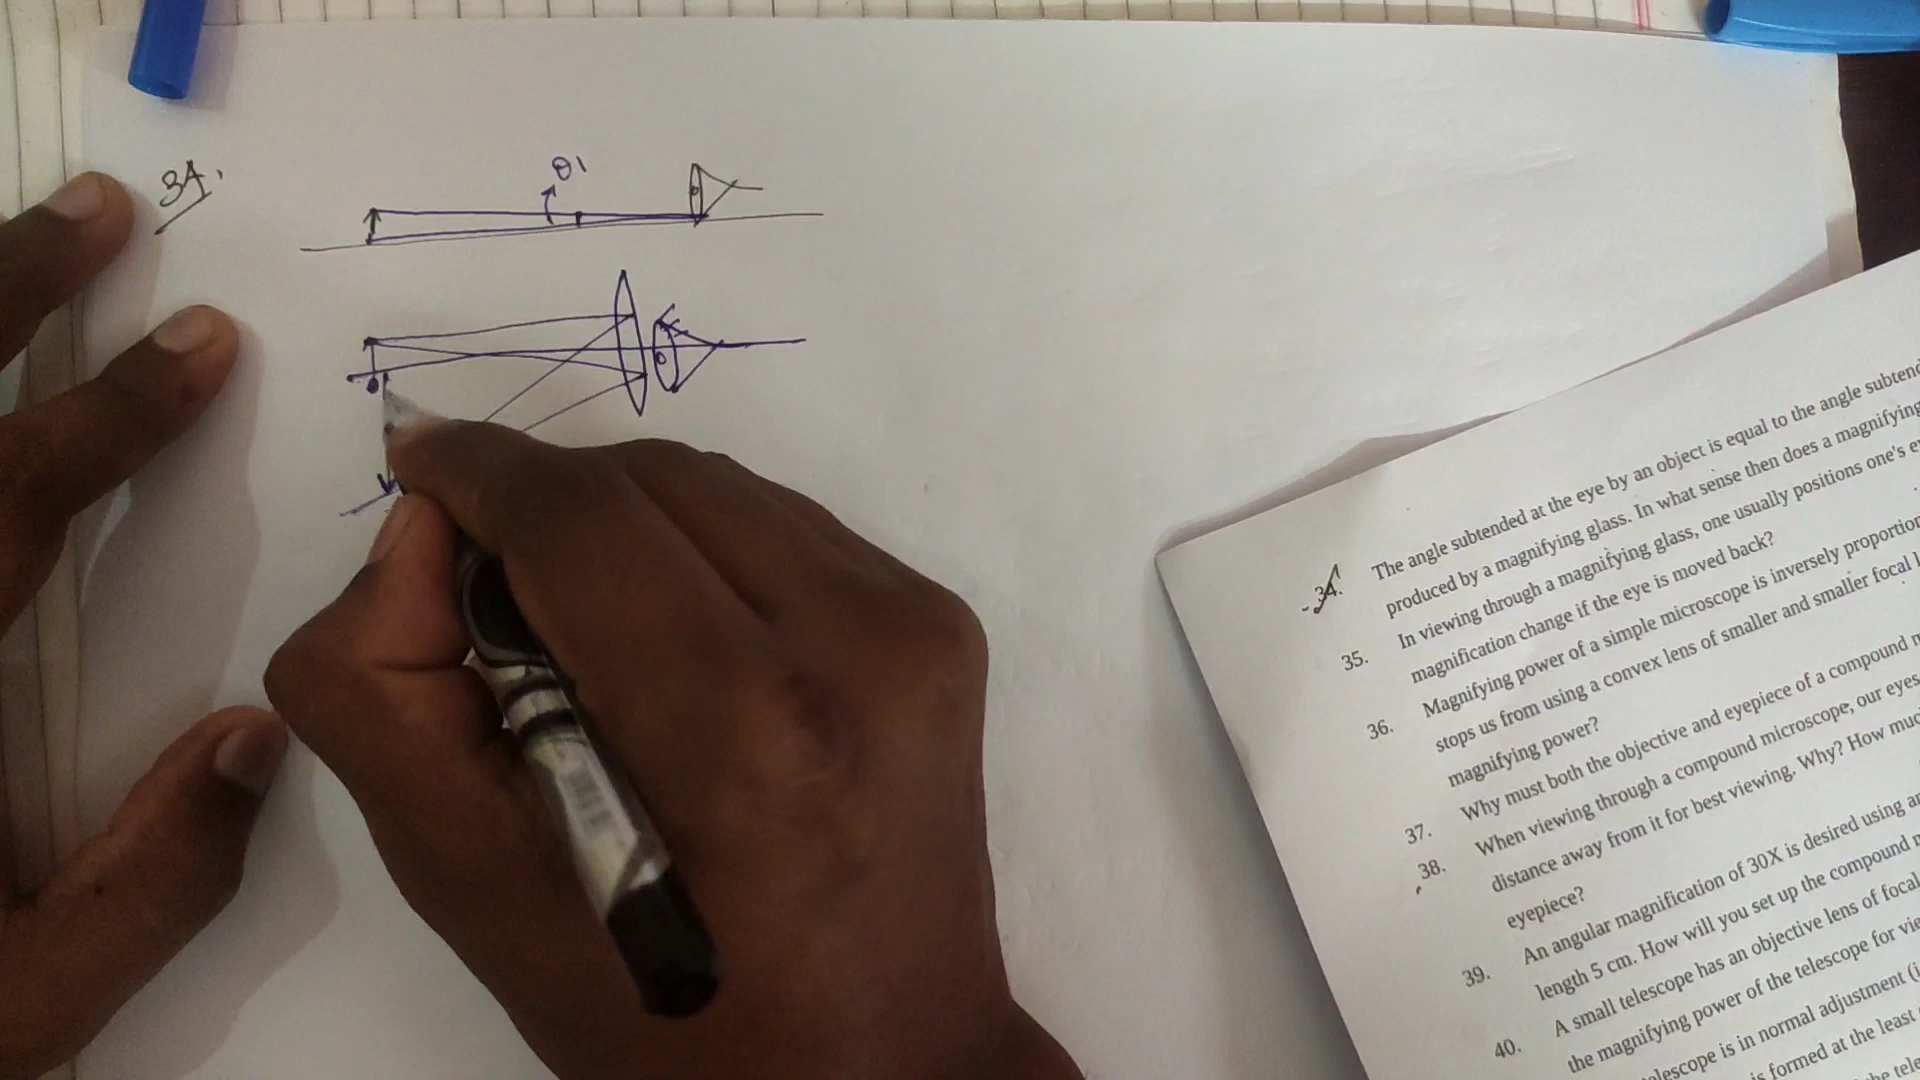 34.
θ1
34. The angle subtended at the eye by an object is equal to the angle subtend
produced by a magnifying glass. In what sense then does a magnifying
35. In viewing through a magnifying glass, one usually positions one's e
magnification change if the eye is moved back?
36. Magnifying power of a simple microscope is inversely proportion
stops us from using a convex lens of smaller and smaller focal l
magnifying power?
37. Why must both the objective and eyepiece of a compound m
38. When viewing through a compound microscope, our eyes
distance away from it for best viewing. Why? How muc
eyepiece?
39. An angular magnification of 30X is desired using an
length 5 cm. How will you set up the compound m
40. A small telescope has an objective lens of focal
the magnifying power of the telescope for vie
elescope is in normal adjustment (i
is formed at the least
he tele